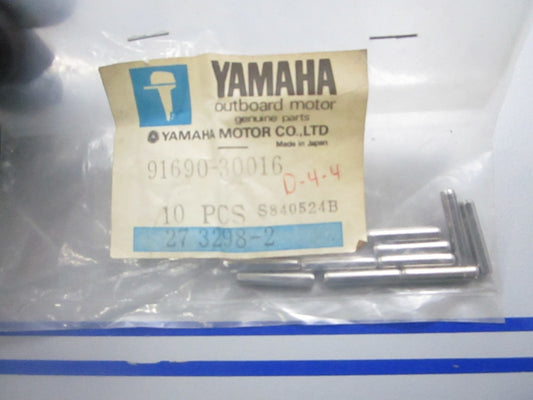 YAMAHA
outboard motor
genuine parts
YAMAHA MOTOR CO.,LTD
Made in Japan
91690-30016
D-4-4
10 PCS S840524B
27 3298-2